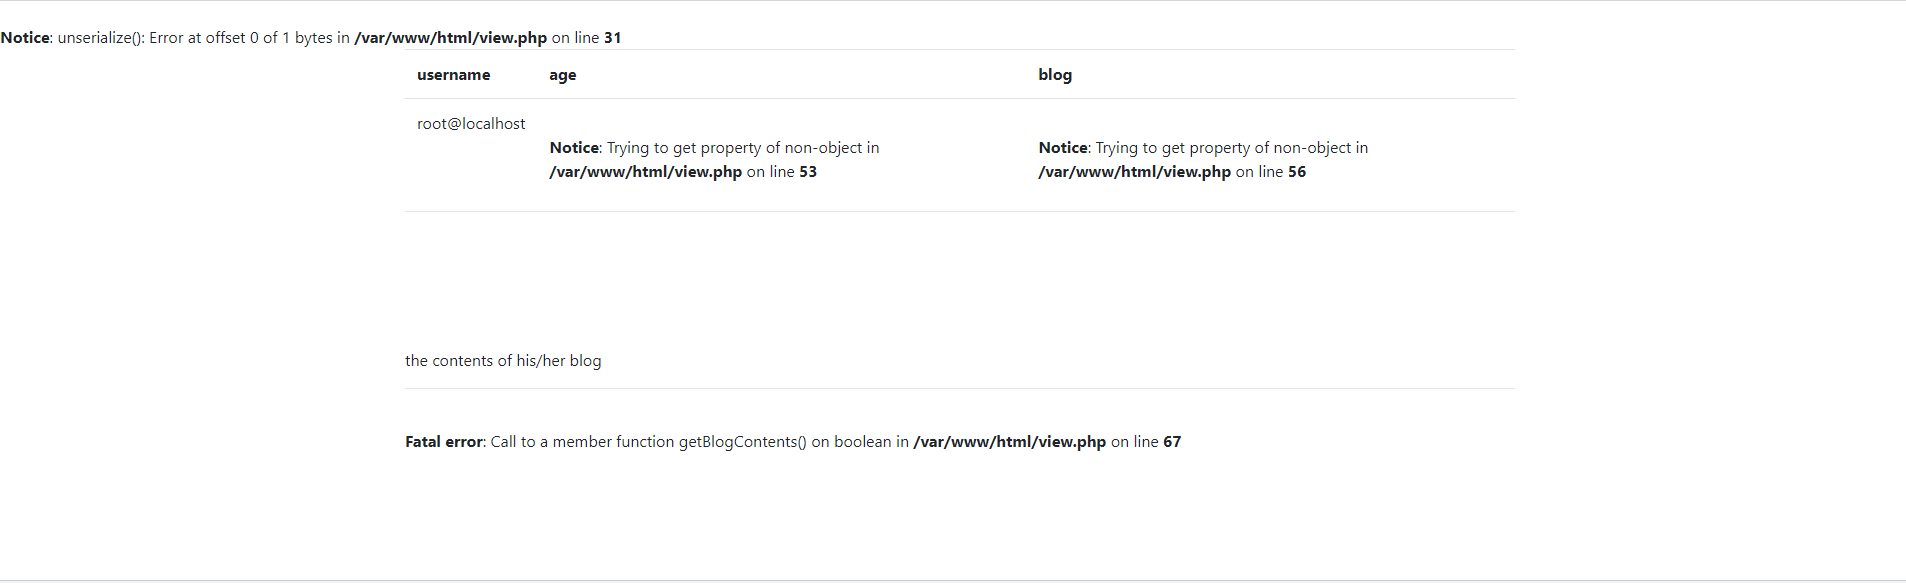 Notice: unserialize(): Error at offset 0 of 1 bytes in /var/www/html/view.php on line 31
username age blog
root@localhost
Notice: Trying to get property of non-object in
/var/www/html/view.php on line 53
Notice: Trying to get property of non-object in
/var/www/html/view.php on line 56
the contents of his/her blog
Fatal error: Call to a member function getBlogContents() on boolean in /var/www/html/view.php on line 67